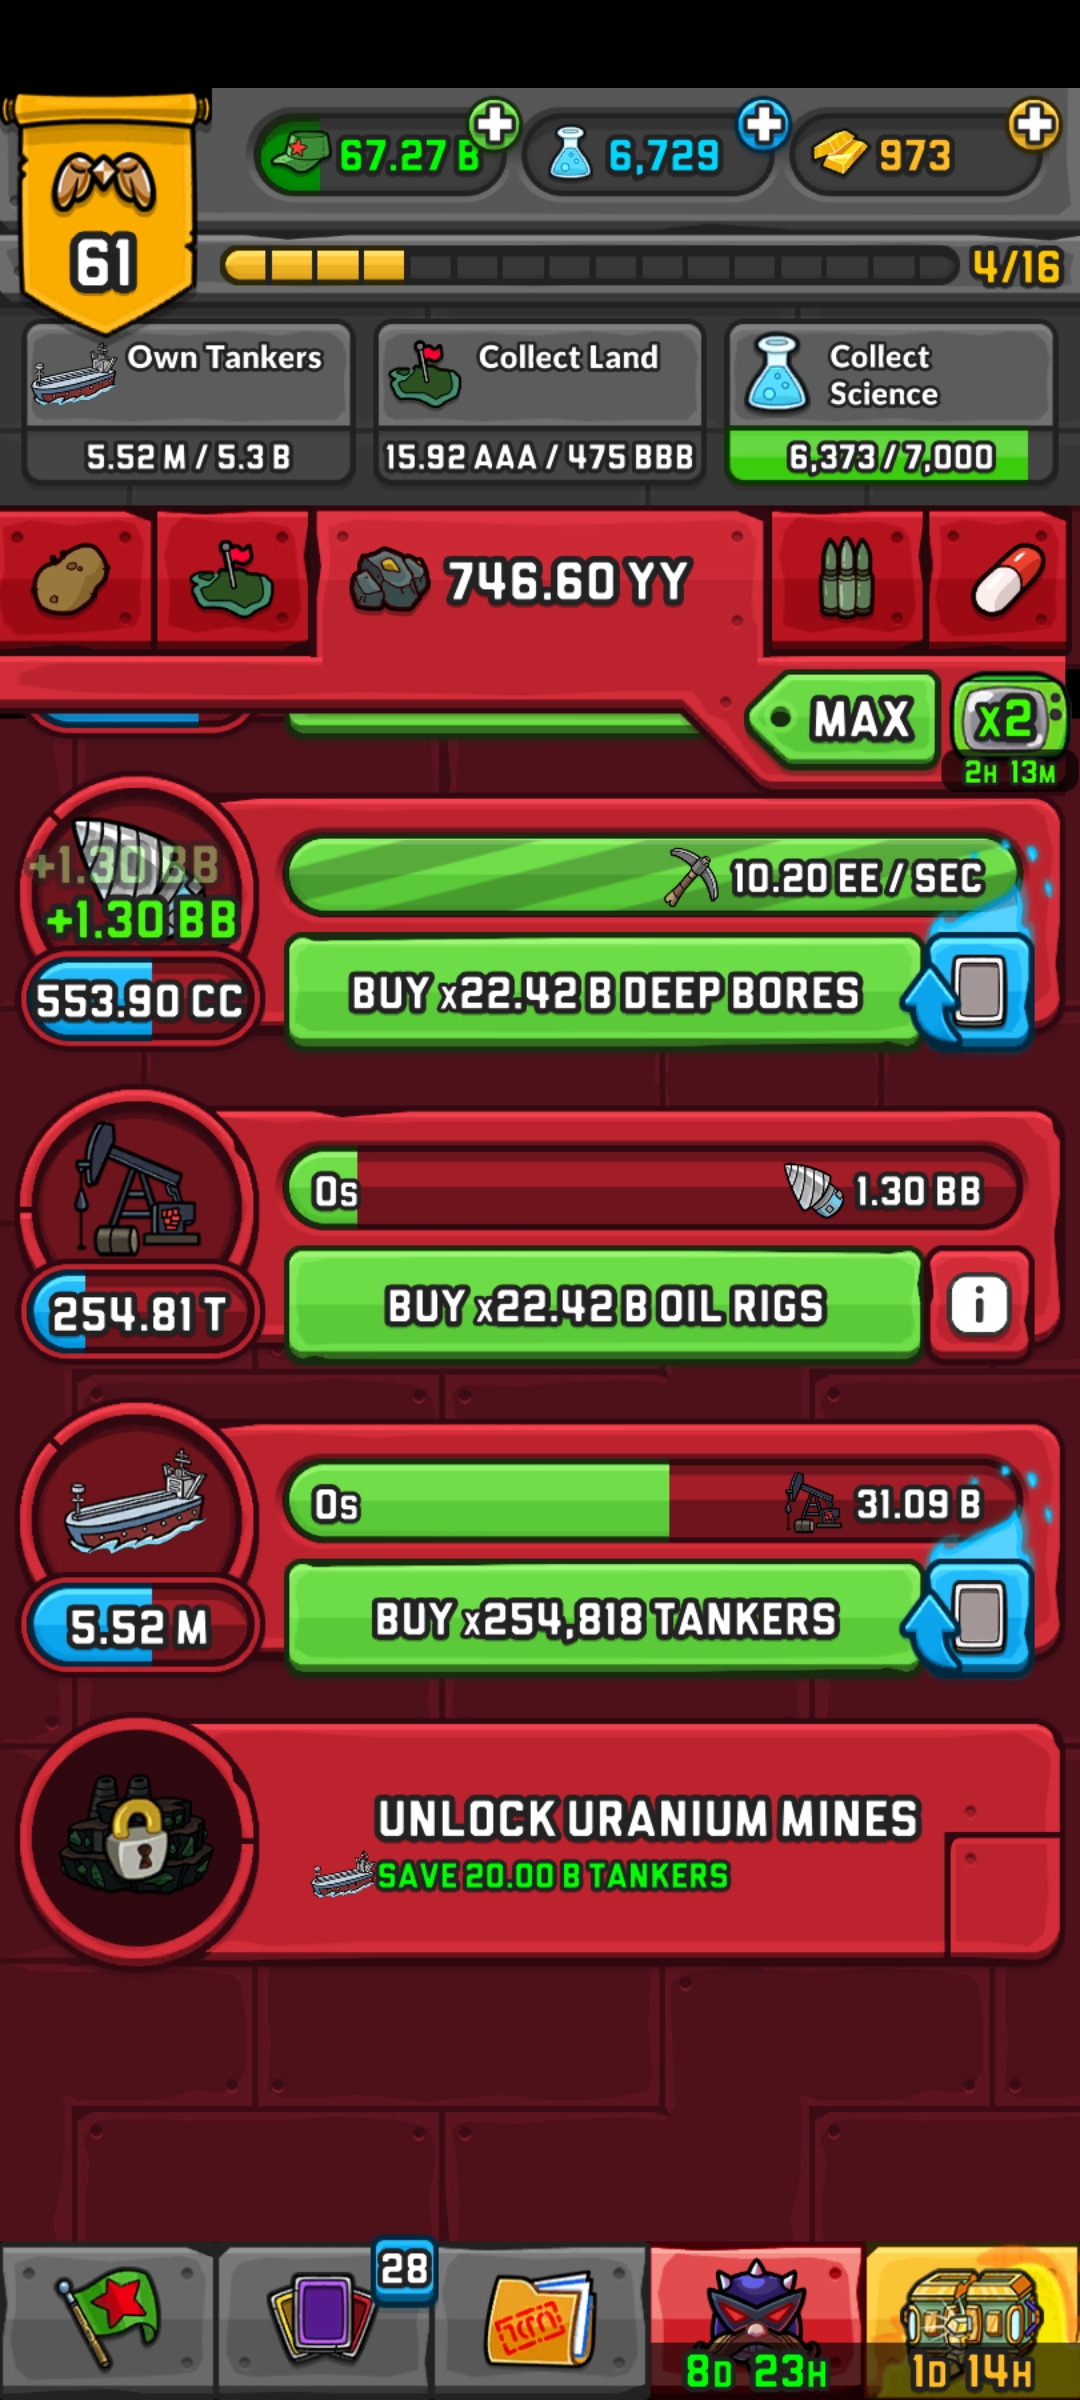 67.27 B
6,729
973
61
4/16
Own Tankers
5.52 M / 5.3 B
Collect Land
15.92 AAA / 475 BBB
Collect
Science
6,373 / 7,000
746.60 YY
MAX
x2
2H 13M
+1.30 BB
+1.30 BB
10.20 EE / SEC
553.90 CC
BUY x22.42 B DEEP BORES
0s
1.30 BB
254.81 T
BUY x22.42 B OIL RIGS
i
0s
31.09 B
5.52 M
BUY x254,818 TANKERS
UNLOCK URANIUM MINES
SAVE 20.00 B TANKERS
28
8D 23H
1D 14H